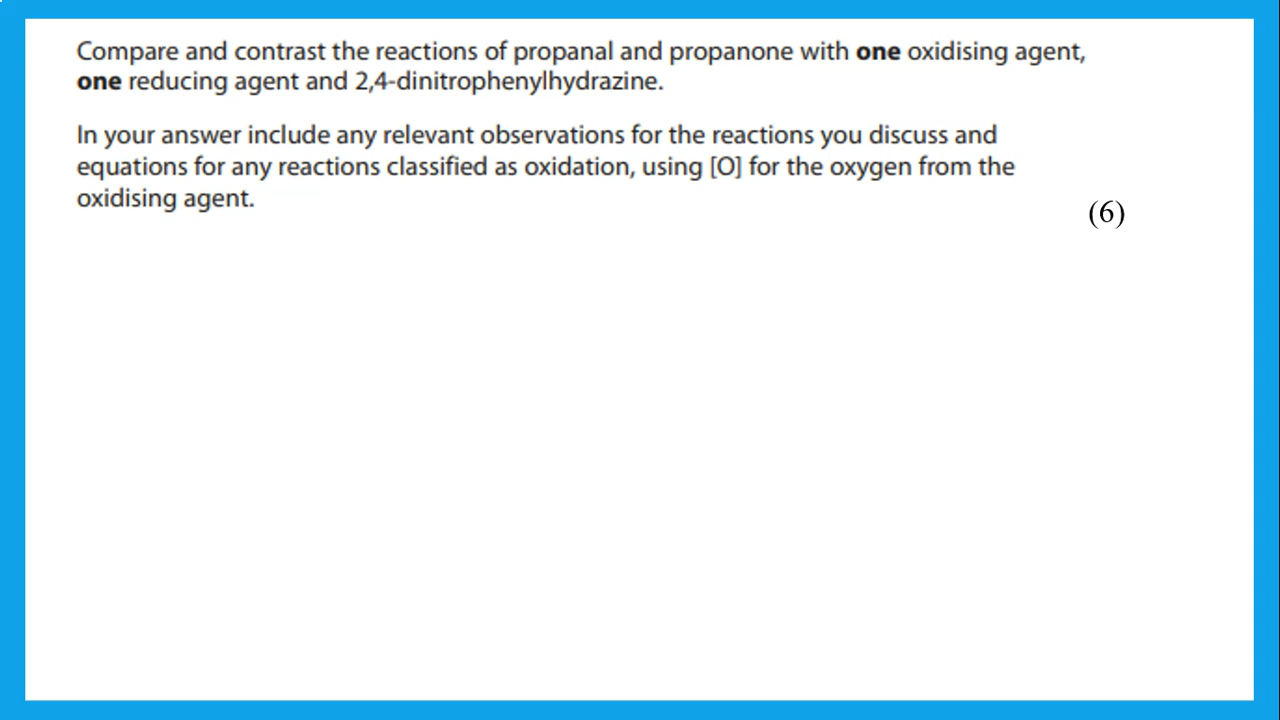 Compare and contrast the reactions of propanal and propanone with one oxidising agent,
one reducing agent and 2,4-dinitrophenylhydrazine.
In your answer include any relevant observations for the reactions you discuss and
equations for any reactions classified as oxidation, using [O] for the oxygen from the
oxidising agent.
(6)